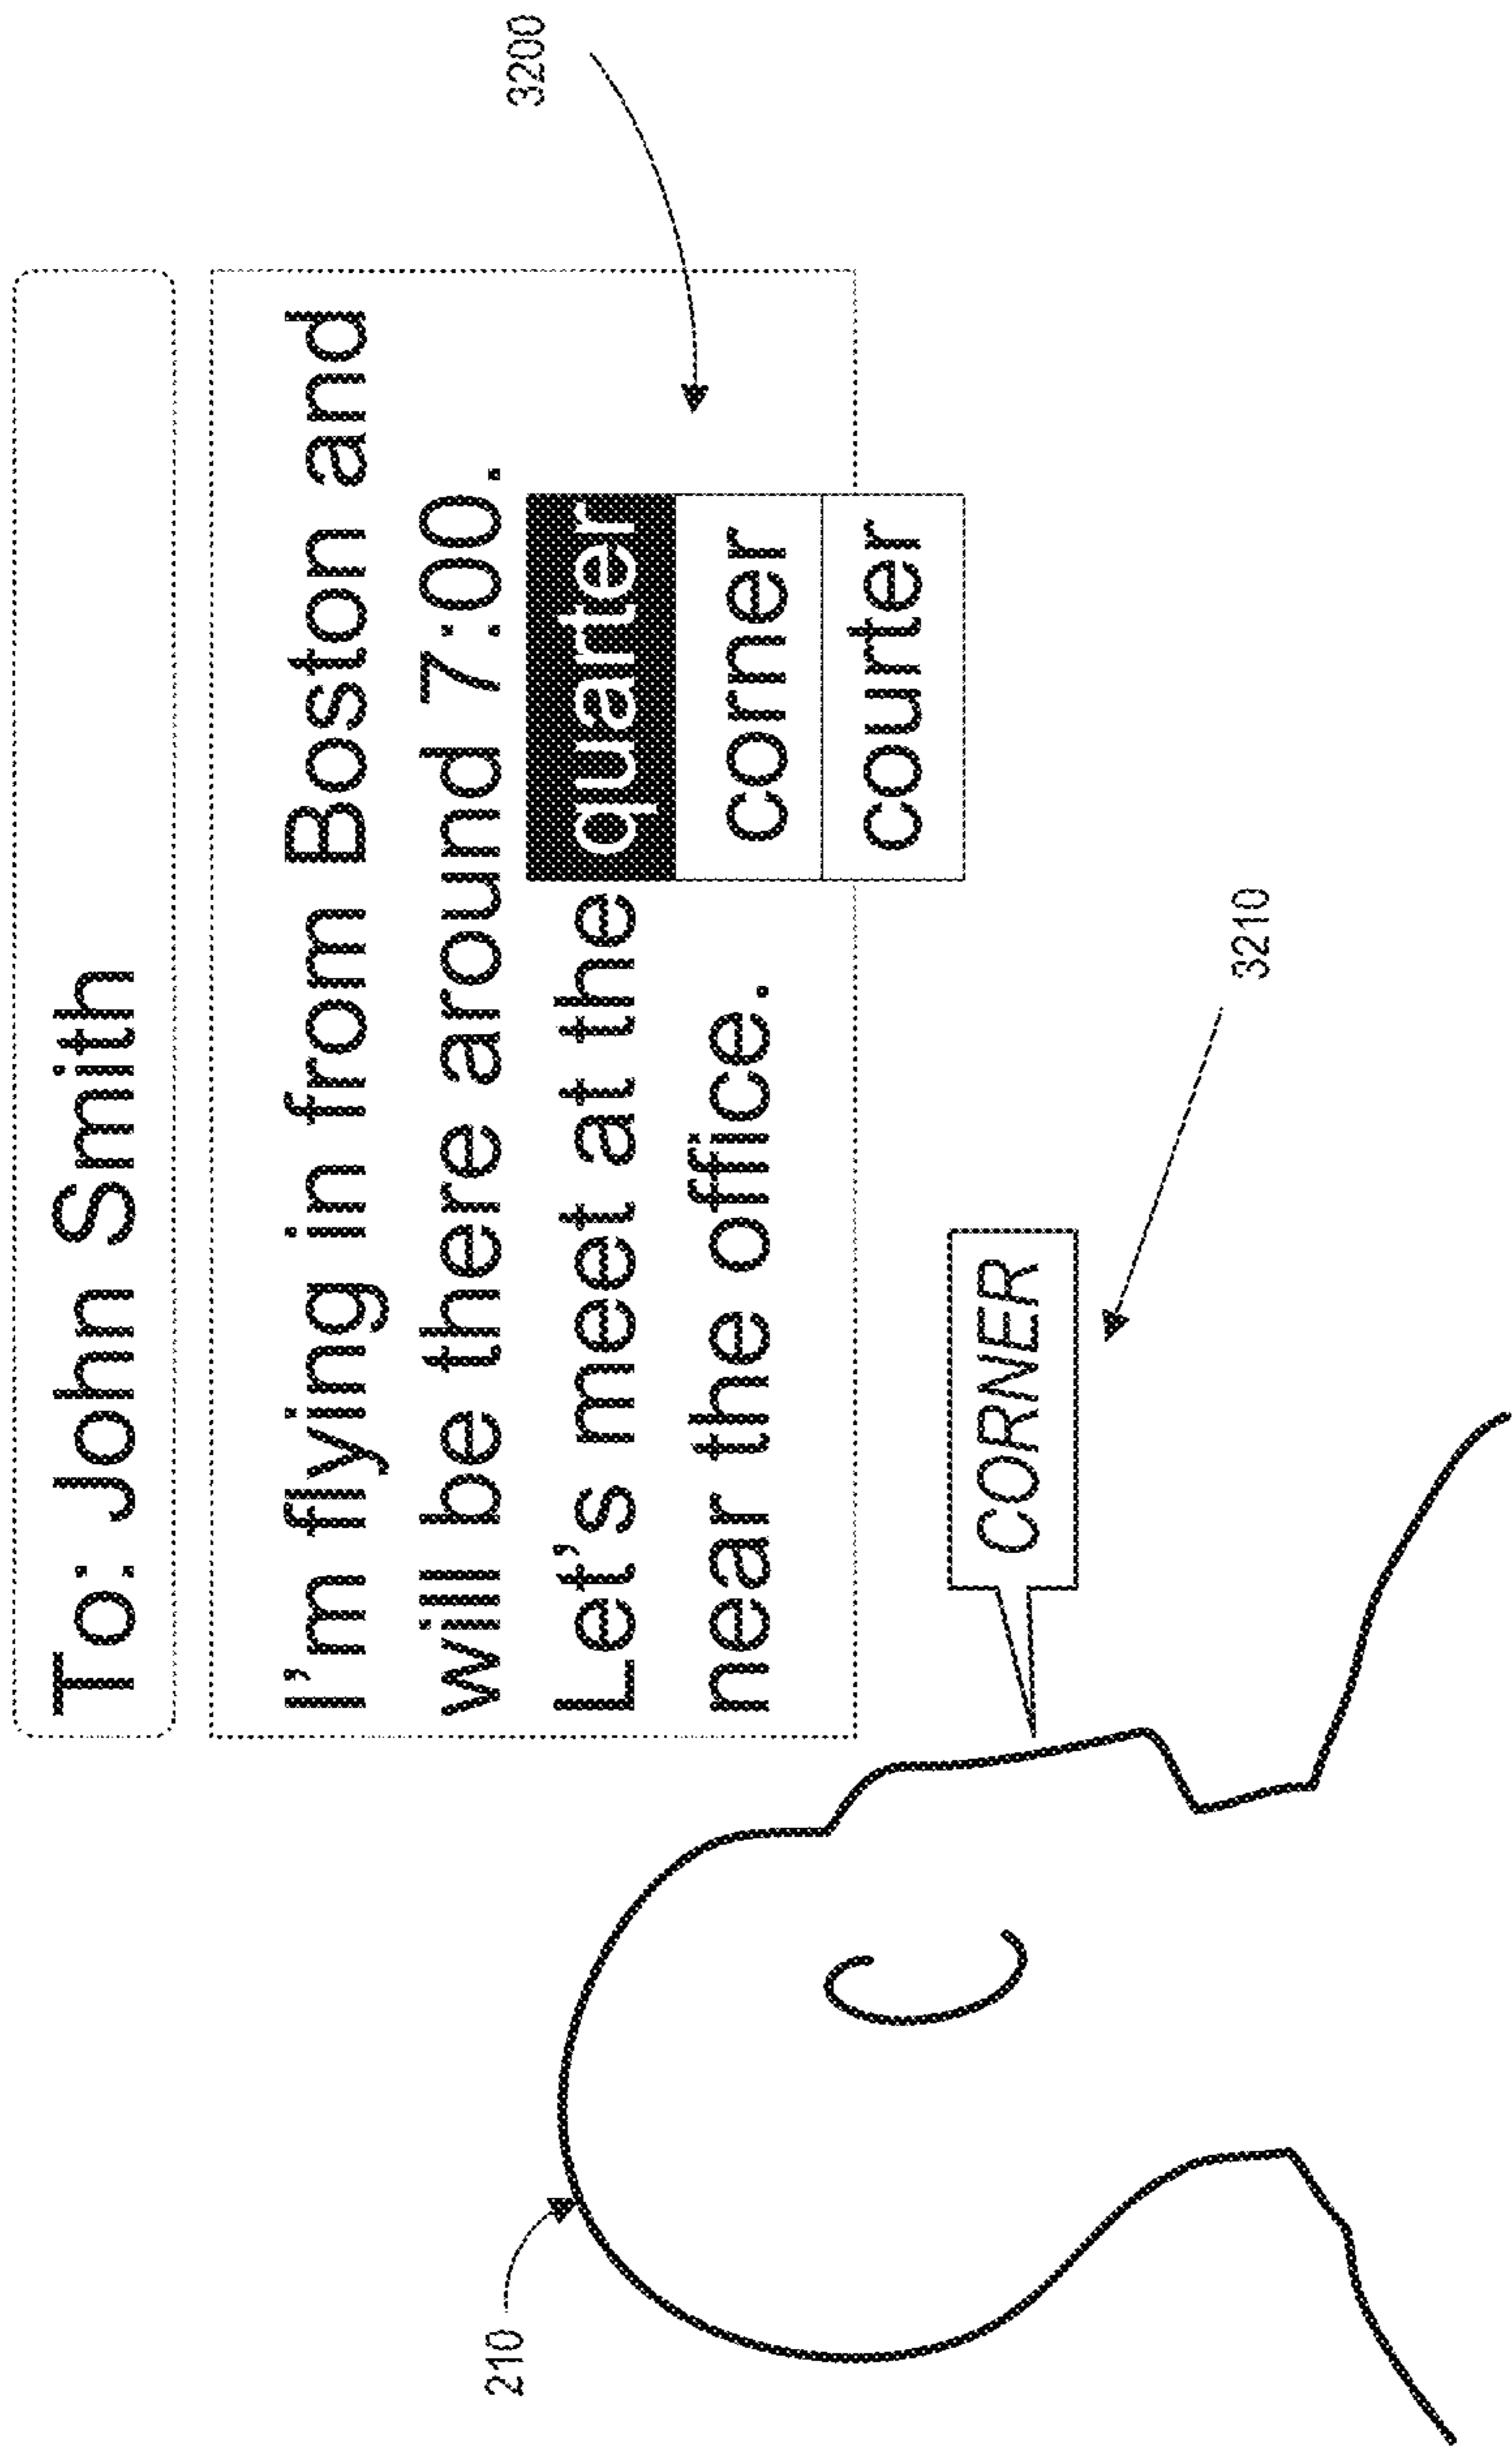 To: John Smith
I'm flying in from Boston and
will be there around 7:00.
Let's meet at the quarter
corner
courter
near the office.
3200
CORNER
3210
210